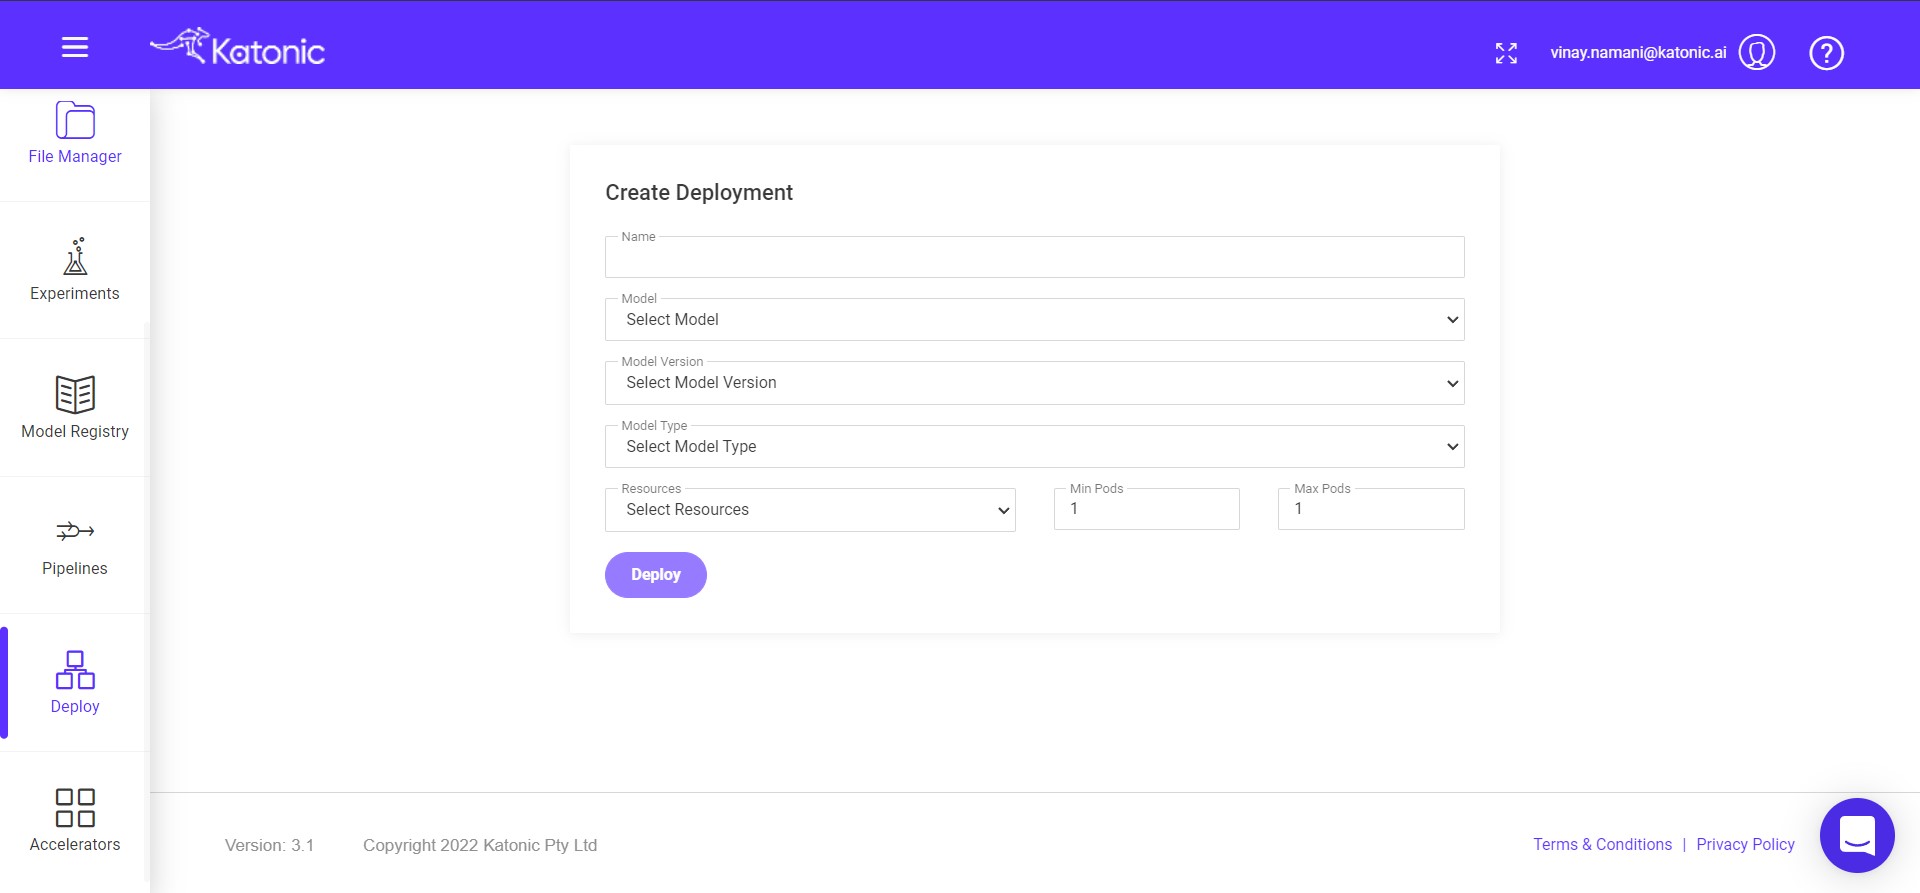 Katonic
vinay.namani@katonic.ai
?
File Manager
Experiments
Model Registry
Pipelines
Deploy
Accelerators
Create Deployment
Name
Model
Select Model
Model Version
Select Model Version
Model Type
Select Model Type
Resources
Select Resources
Min Pods
1
Max Pods
1
Deploy
Version: 3.1
Copyright 2022 Katonic Pty Ltd
Terms & Conditions | Privacy Policy